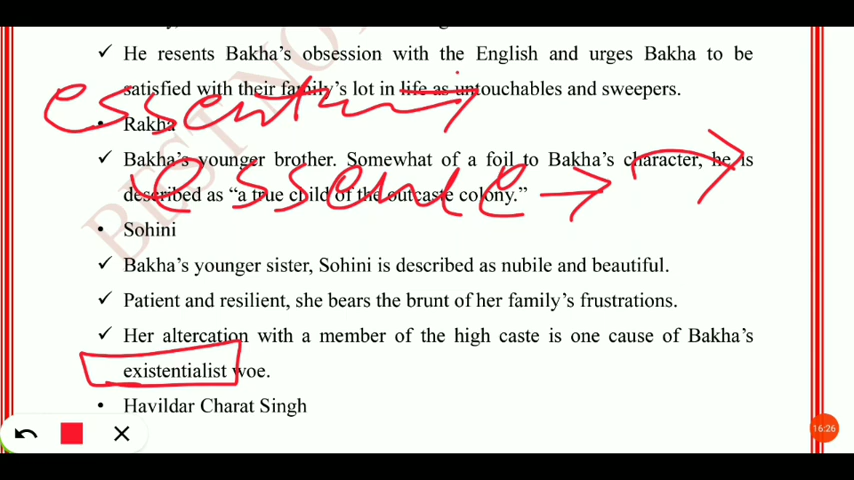 ✓ He resents Bakha's obsession with the English and urges Bakha to be
satisfied with their family's lot in life as untouchables and sweepers.
• Rakha
✓ Bakha's younger brother. Somewhat of a foil to Bakha's character, he is
described as “a true child of the outcaste colony.”
essence
• Sohini
✓ Bakha's younger sister, Sohini is described as nubile and beautiful.
✓ Patient and resilient, she bears the brunt of her family's frustrations.
✓ Her altercation with a member of the high caste is one cause of Bakha's
existentialist woe.
• Havildar Charat Singh
BEST NO
16:26